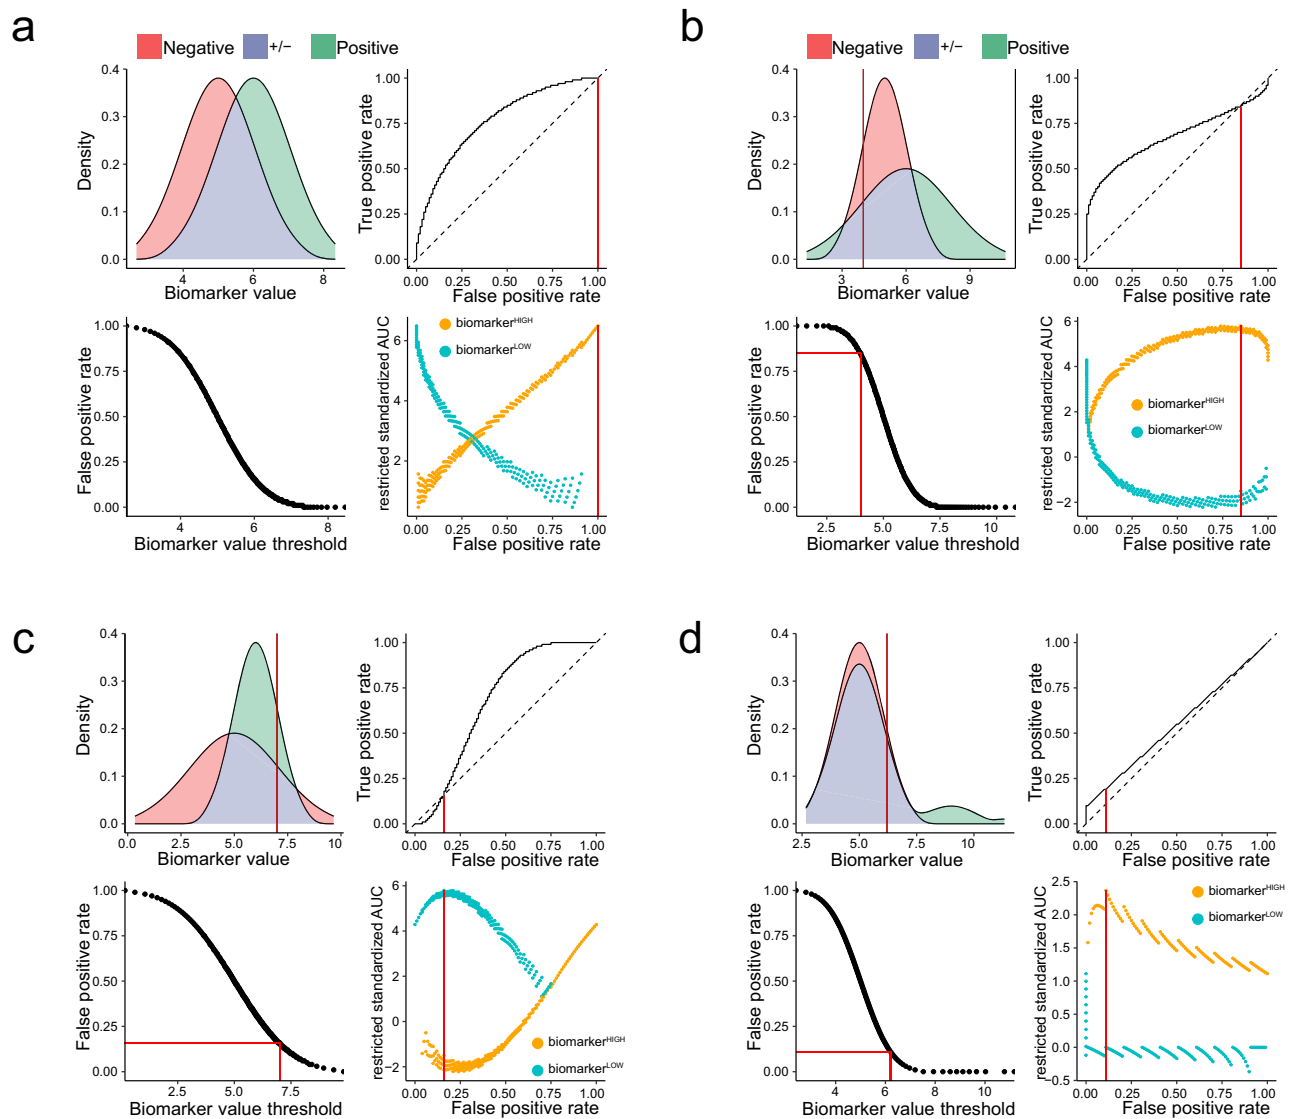 a
Negative +/− Positive
0.4
0.3
0.2
0.1
0.0
Density
4 6 8
Biomarker value
1.00
0.75
0.50
0.25
0.00
True positive rate
0.00 0.25 0.50 0.75 1.00
False positive rate
1.00
0.75
0.50
0.25
0.00
False positive rate
4 6 8
Biomarker value threshold
6
4
2
restricted standardized AUC
biomarkerHIGH
biomarkerLOW
0.00 0.25 0.50 0.75 1.00
False positive rate
b
Negative +/− Positive
0.4
0.3
0.2
0.1
0.0
Density
3 6 9
Biomarker value
1.00
0.75
0.50
0.25
0.00
True positive rate
0.00 0.25 0.50 0.75 1.00
False positive rate
1.00
0.75
0.50
0.25
0.00
False positive rate
2.5 5.0 7.5 10
Biomarker value threshold
6
4
2
0
−2
restricted standardized AUC
biomarkerHIGH
biomarkerLOW
0.00 0.25 0.50 0.75 1.00
False positive rate
c
0.4
0.3
0.2
0.1
0.0
Density
0.0 2.5 5.0 7.5 10
Biomarker value
1.00
0.75
0.50
0.25
0.00
True positive rate
0.00 0.25 0.50 0.75 1.00
False positive rate
1.00
0.75
0.50
0.25
0.00
False positive rate
2.5 5.0 7.5
Biomarker value threshold
6
4
2
0
−2
restricted standardized AUC
biomarkerHIGH
biomarkerLOW
0.00 0.25 0.50 0.75 1.00
False positive rate
d
0.4
0.3
0.2
0.1
0.0
Density
2.5 5.0 7.5 10
Biomarker value
1.00
0.75
0.50
0.25
0.00
True positive rate
0.00 0.25 0.50 0.75 1.00
False positive rate
1.00
0.75
0.50
0.25
0.00
False positive rate
4 6 8 10
Biomarker value threshold
2.5
2.0
1.5
1.0
0.5
0.0
−0.5
restricted standardized AUC
biomarkerHIGH
biomarkerLOW
0.00 0.25 0.50 0.75 1.00
False positive rate